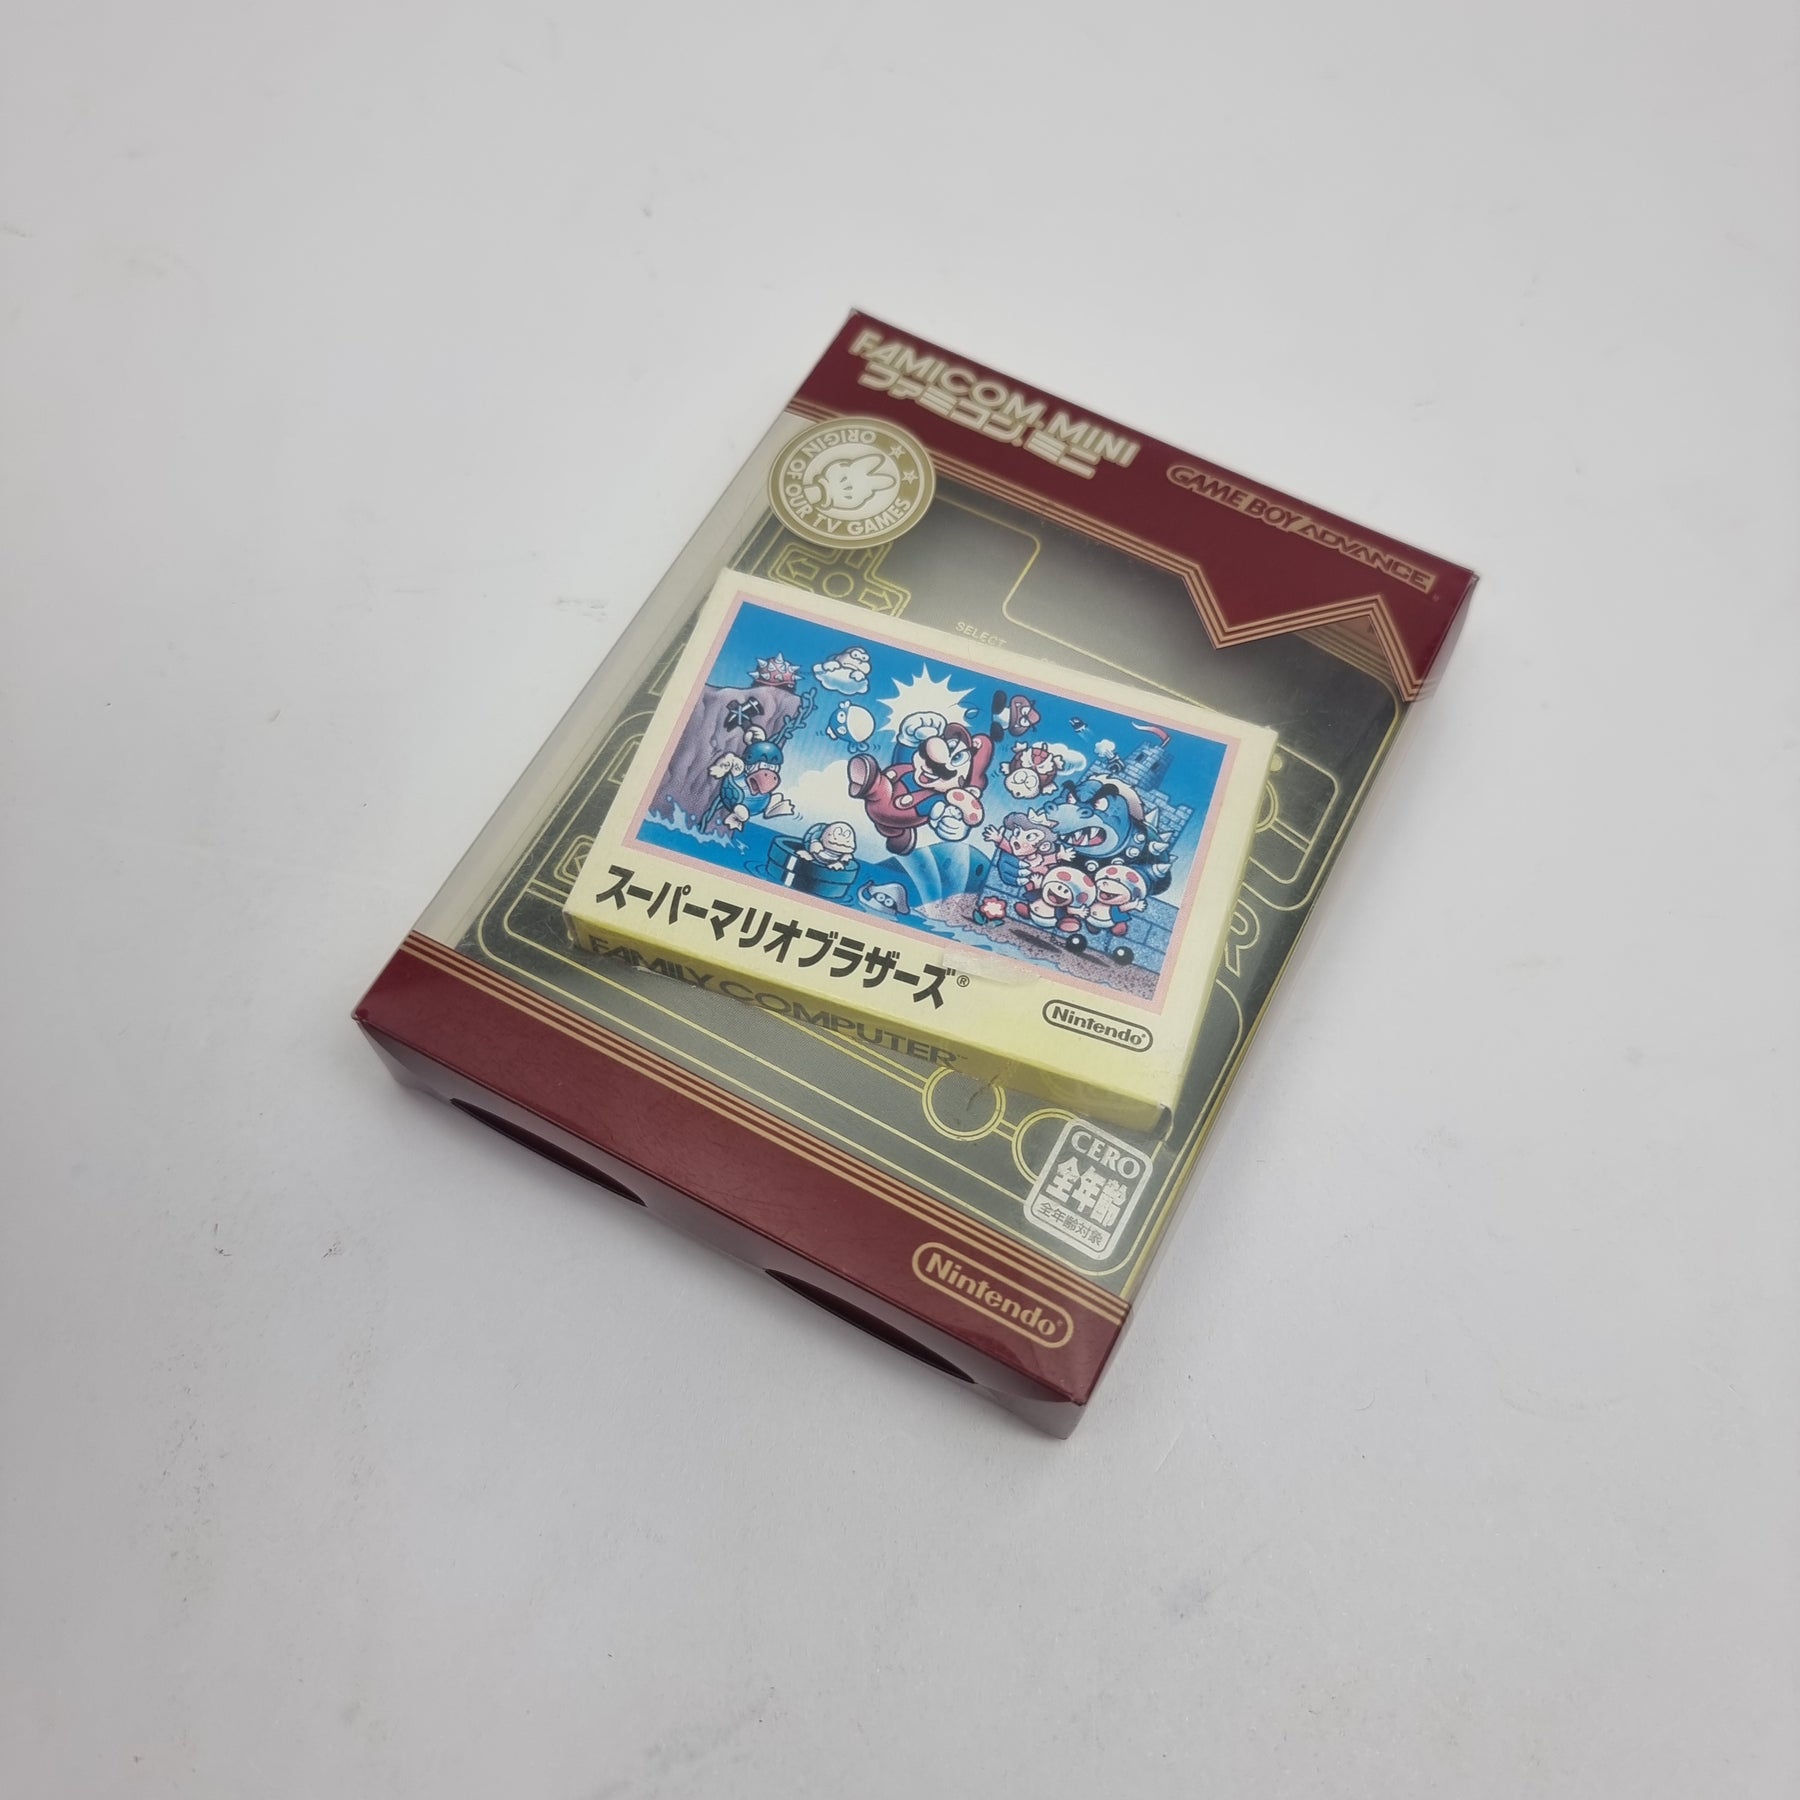 FAMICOM MINI
ファミコンミニ
GAME BOY ADVANCE
ORIGIN OF OUR TV GAMES
SELECT
スーパーマリオブラザーズ®
Nintendo®
FAMILY COMPUTER™
CERO
全年齢
全年齢対象
Nintendo